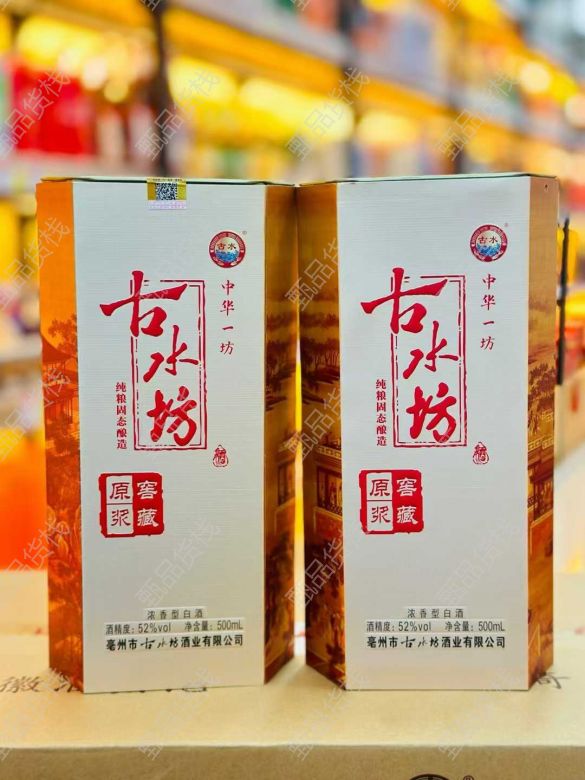 古水
中华一坊
古水坊
纯粮固态酿造
窖藏
原浆
浓香型白酒
酒精度：52%vol 净含量：500mL
亳州市古水坊酒业有限公司
古水
中华一坊
古水坊
纯粮固态酿造
窖藏
原浆
浓香型白酒
酒精度：52%vol 净含量：500mL
亳州市古水坊酒业有限公司
甄品货栈